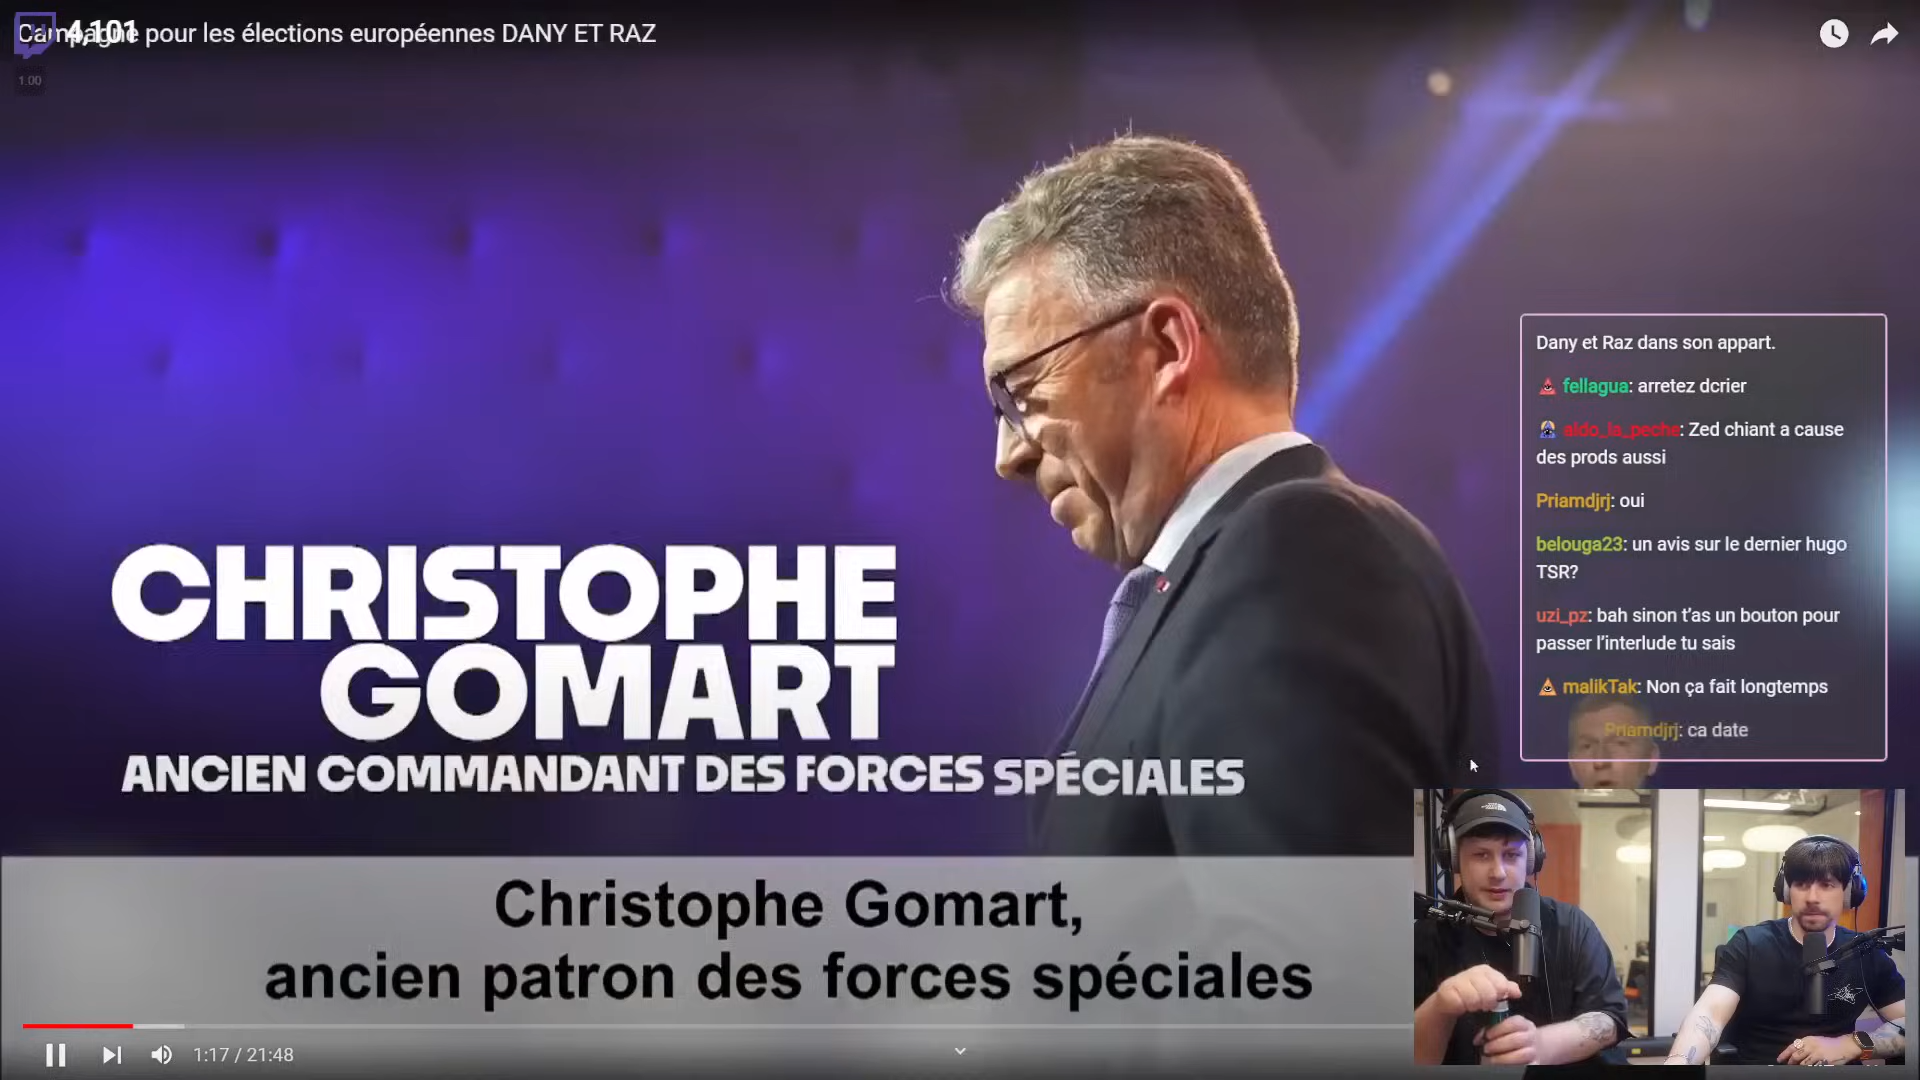 Campagne pour les élections européennes DANY ET RAZ
4,101
1.00
Dany et Raz dans son appart.
fellagua: arretez dcrier
aldo_la_peche: Zed chiant a cause
des prods aussi
Priamdjrj: oui
belouga23: un avis sur le dernier hugo
TSR?
uzi_pz: bah sinon t'as un bouton pour
passer l'interlude tu sais
malikTak: Non ça fait longtemps
Priamdjrj: ca date
CHRISTOPHE
GOMART
ANCIEN COMMANDANT DES FORCES SPÉCIALES
Christophe Gomart,
ancien patron des forces spéciales
1:17 / 21:48